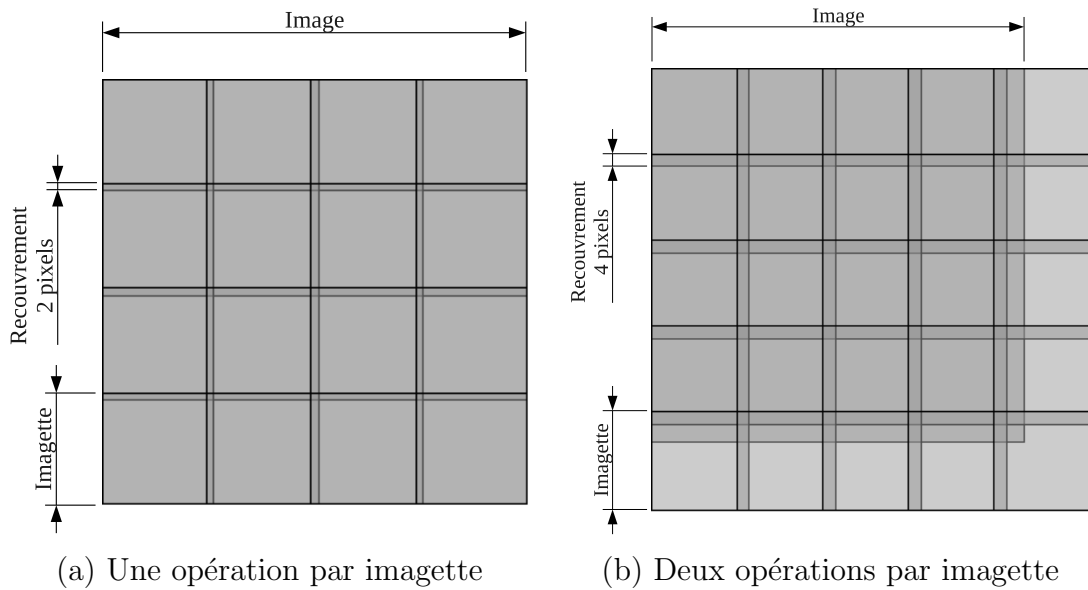 Image
Recouvrement
2 pixels
Imagette
(a) Une opération par imagette
Image
Recouvrement
4 pixels
Imagette
(b) Deux opérations par imagette